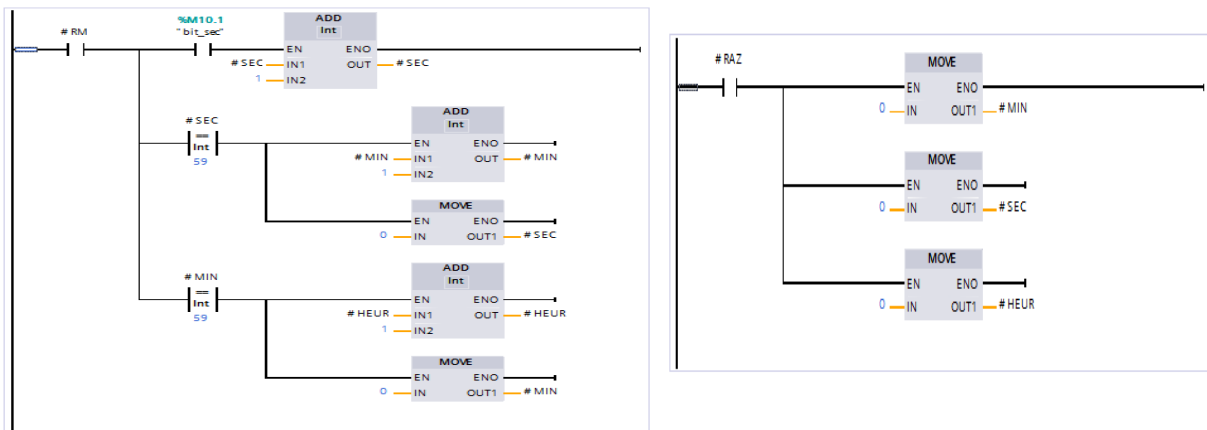 # RM
%M10.1
"bit_sec"
ADD
Int
EN ENO
# SEC IN1 OUT # SEC
1 IN2
# SEC
==
Int
59
ADD
Int
EN ENO
# MIN IN1 OUT # MIN
1 IN2
MOVE
EN ENO
0 IN OUT1 # SEC
# MIN
==
Int
59
ADD
Int
EN ENO
# HEUR IN1 OUT # HEUR
1 IN2
MOVE
EN ENO
0 IN OUT1 # MIN
# RAZ
MOVE
EN ENO
0 IN OUT1 # MIN
MOVE
EN ENO
0 IN OUT1 # SEC
MOVE
EN ENO
0 IN OUT1 # HEUR